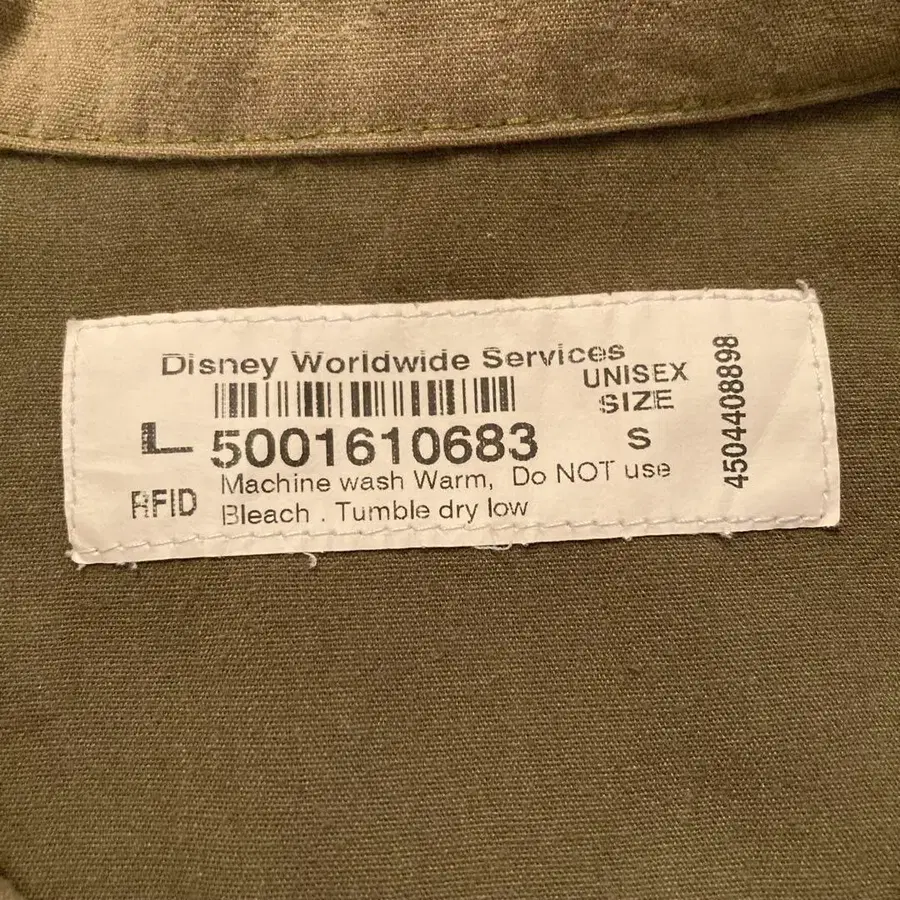 Disney Worldwide Services
UNISEX
SIZE
L 5001610683 S
RFID
Machine wash Warm, Do NOT use
Bleach . Tumble dry low
4504408898